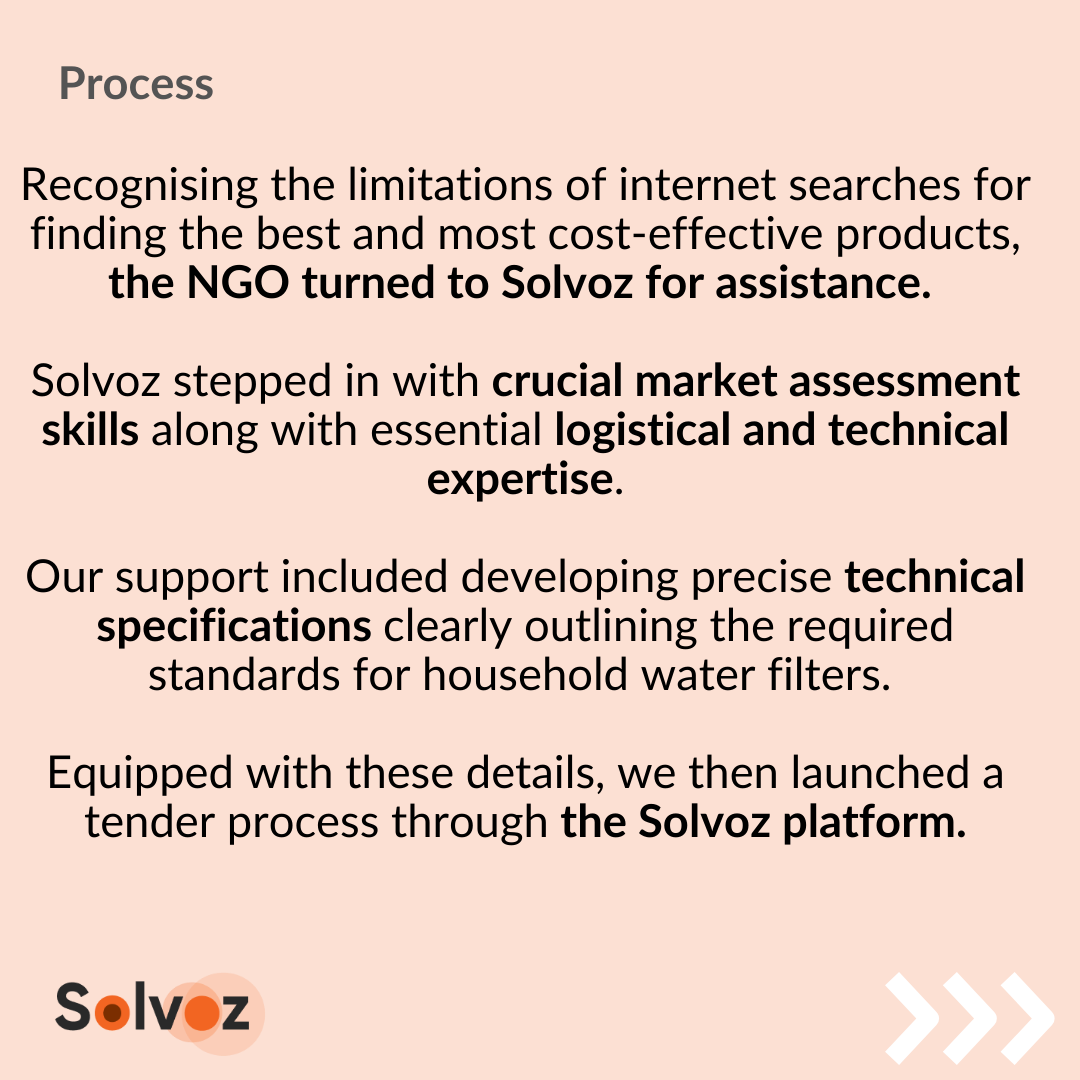 Process
Recognising the limitations of internet searches for
finding the best and most cost-effective products,
the NGO turned to Solvoz for assistance.
Solvoz stepped in with crucial market assessment
skills along with essential logistical and technical
expertise.
Our support included developing precise technical
specifications clearly outlining the required
standards for household water filters.
Equipped with these details, we then launched a
tender process through the Solvoz platform.
Solvoz